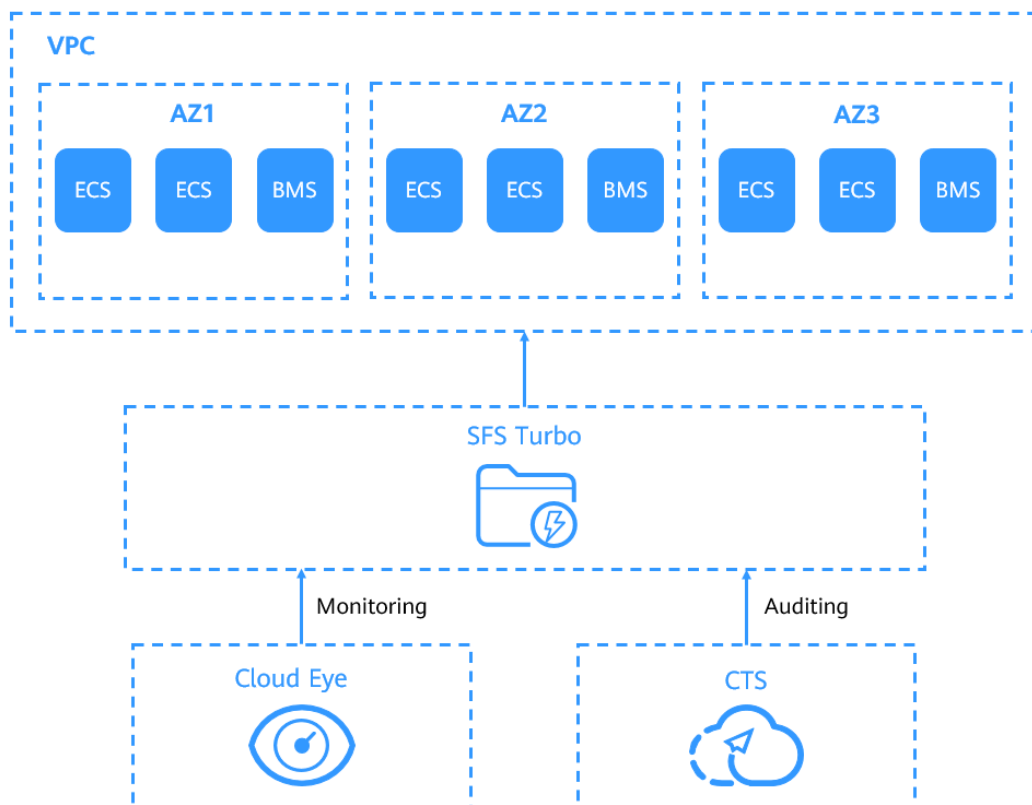 VPC
AZ1 AZ2 AZ3
ECS ECS BMS ECS ECS BMS ECS ECS BMS
SFS Turbo
Monitoring Auditing
Cloud Eye CTS